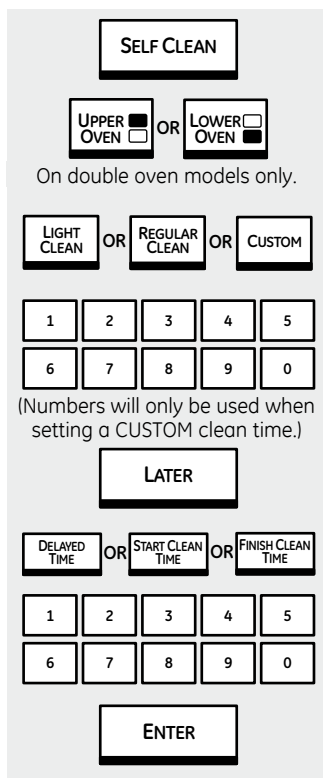 SELF CLEAN
UPPER OVEN OR LOWER OVEN
On double oven models only.
LIGHT CLEAN OR REGULAR CLEAN OR CUSTOM
1 2 3 4 5
6 7 8 9 0
(Numbers will only be used when
setting a CUSTOM clean time.)
LATER
DELAYED TIME OR START CLEAN TIME OR FINISH CLEAN TIME
1 2 3 4 5
6 7 8 9 0
ENTER